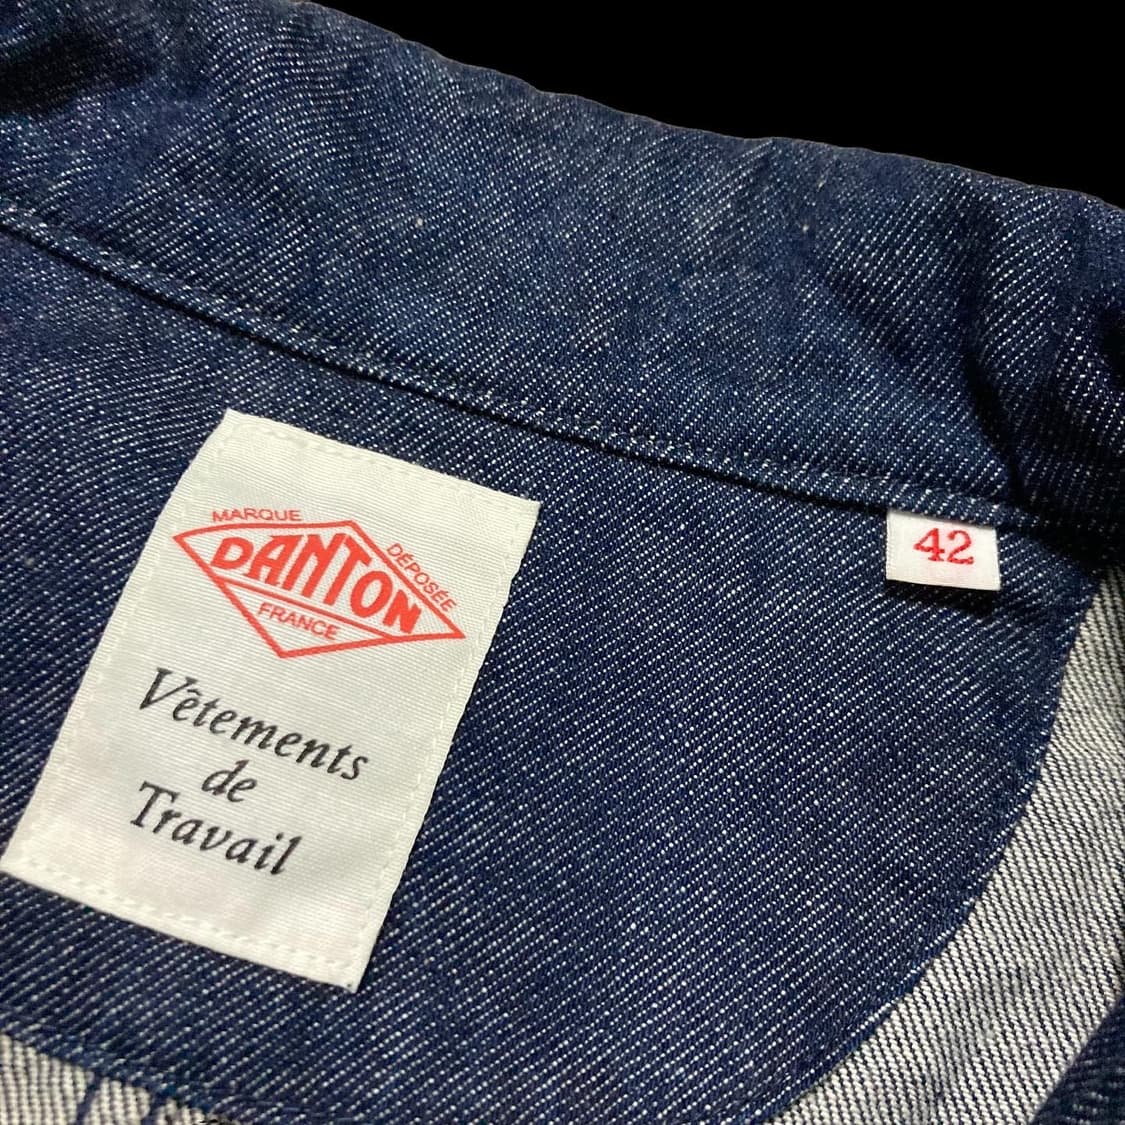 MARQUE
DÉPOSÉE
DANTON
FRANCE
Vêtements
de
Travail
42